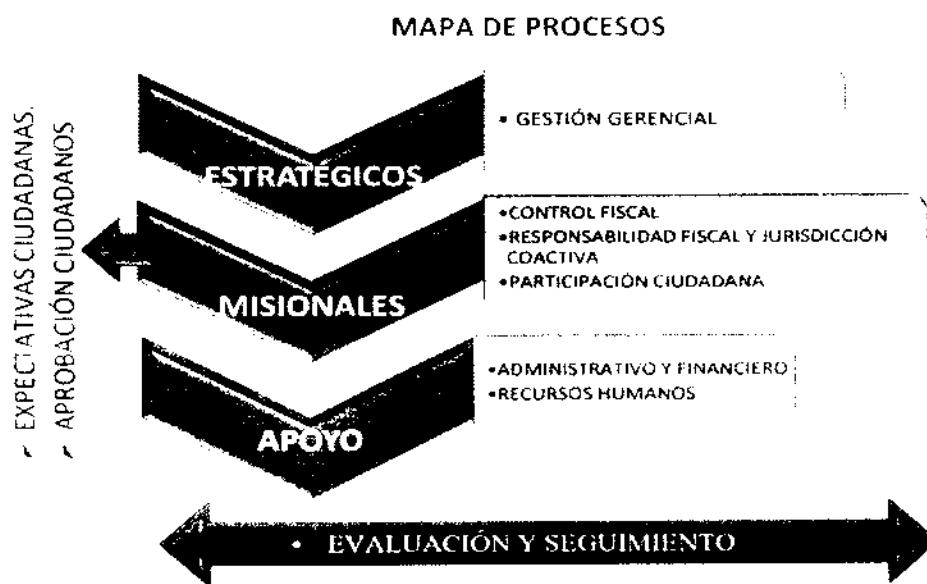 MAPA DE PROCESOS
EXPECTATIVAS CIUDADANAS.
APROBACIÓN CIUDADANOS
ESTRATÉGICOS
• GESTIÓN GERENCIAL
MISIONALES
•CONTROL FISCAL
•RESPONSABILIDAD FISCAL Y JURISDICCIÓN
COACTIVA
•PARTICIPACIÓN CIUDADANA
APOYO
•ADMINISTRATIVO Y FINANCIERO
•RECURSOS HUMANOS
• EVALUACIÓN Y SEGUIMIENTO